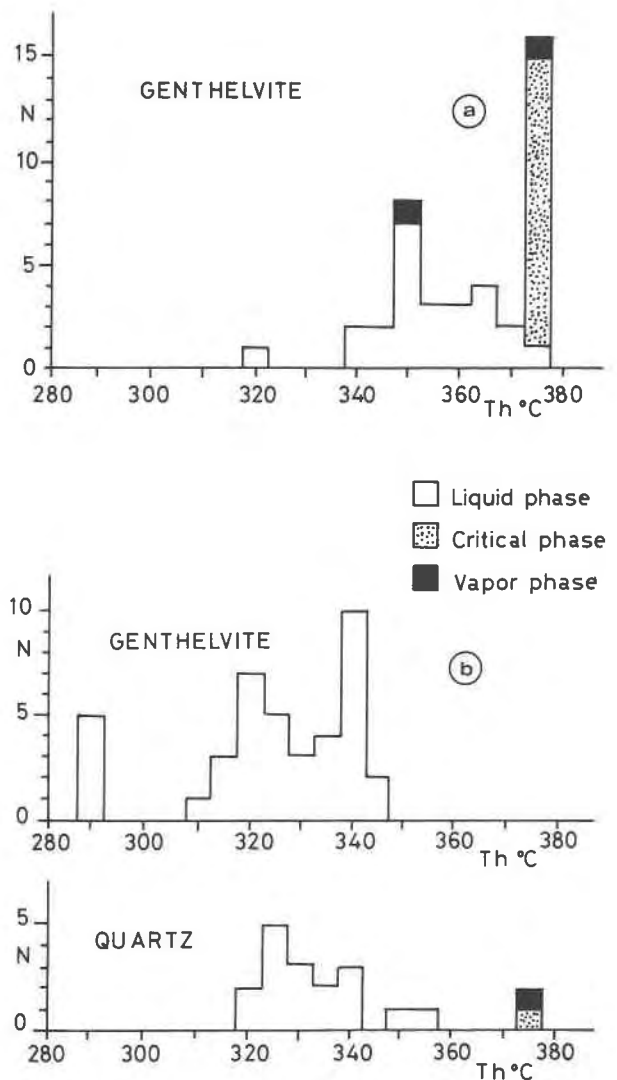 15
N
10
5
0
GENTHELVITE
a
280 300 320 340 360 380
Th °C
Liquid phase
Critical phase
Vapor phase
10
N
5
0
GENTHELVITE
b
280 300 320 340 360 380
Th °C
5
N
0
QUARTZ
280 300 320 340 360 380
Th °C